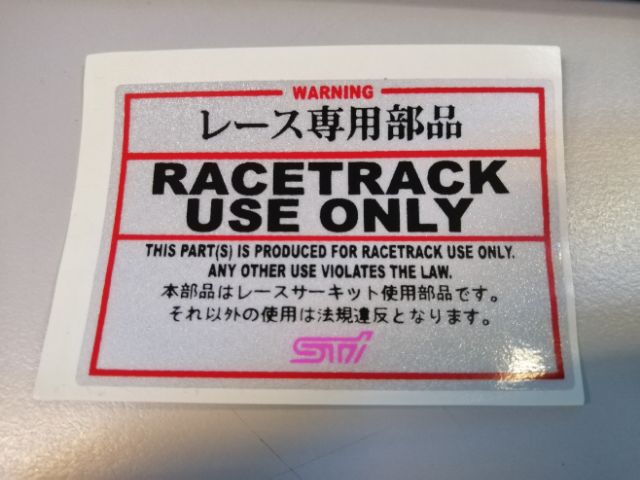 WARNING
レース専用部品
RACETRACK
USE ONLY
THIS PART(S) IS PRODUCED FOR RACETRACK USE ONLY.
ANY OTHER USE VIOLATES THE LAW.
本部品はレースサーキット使用部品です。
それ以外の使用は法規違反となります。
STi